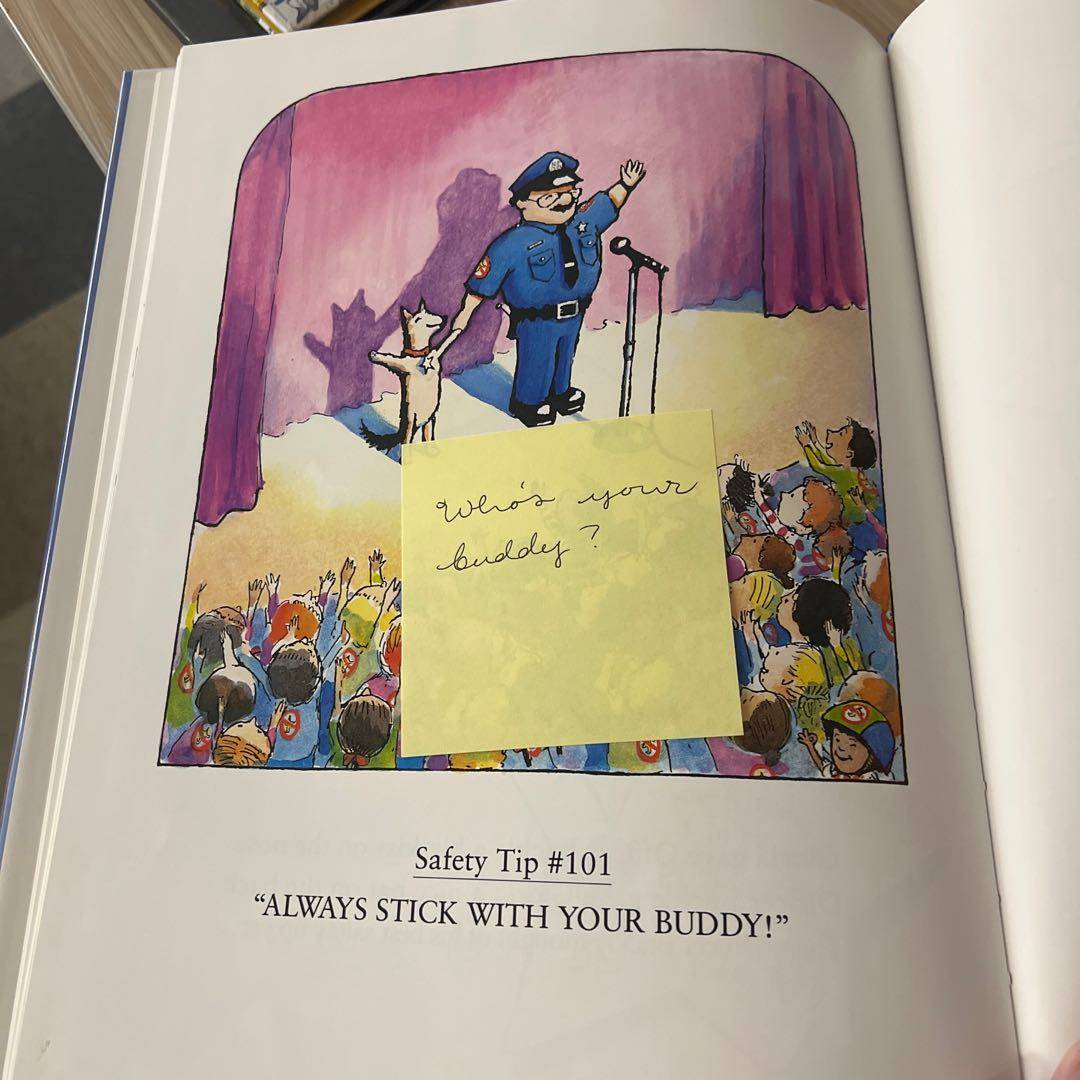 Who's your
buddy?
Safety Tip #101
“ALWAYS STICK WITH YOUR BUDDY!”